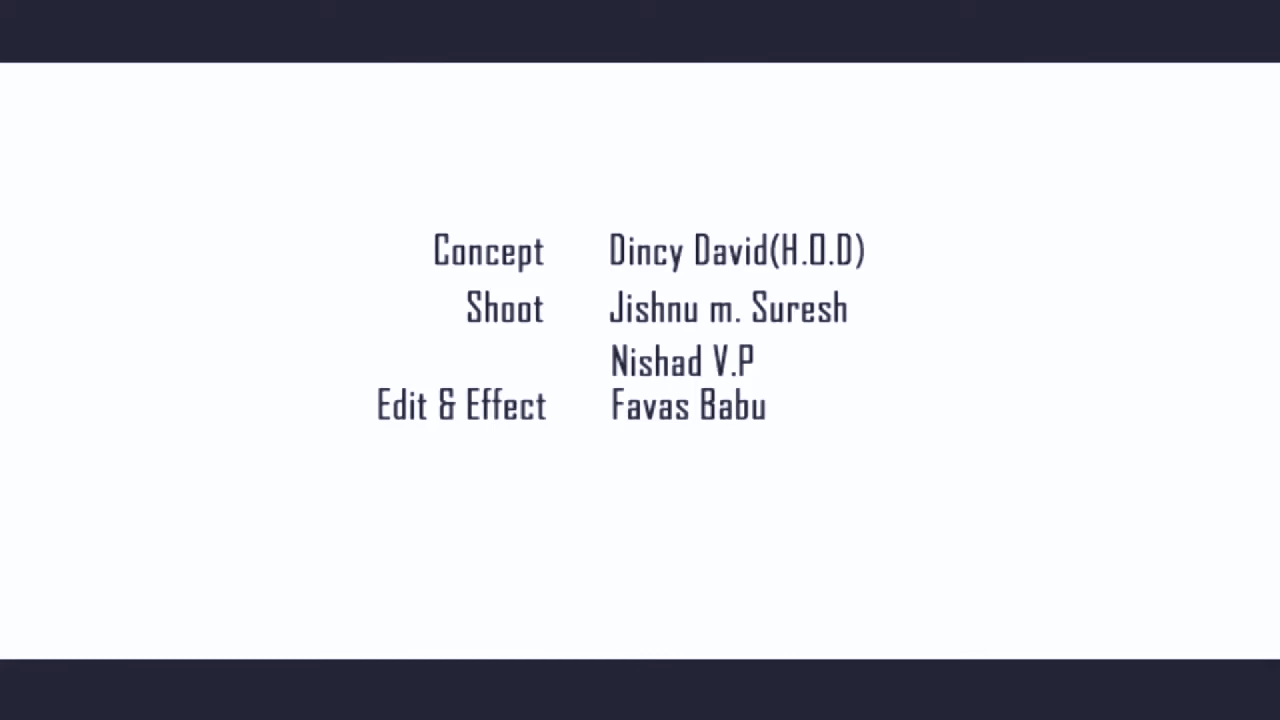 Concept Dincy David(H.O.D)
Shoot Jishnu m. Suresh
Nishad V.P
Edit & Effect Favas Babu